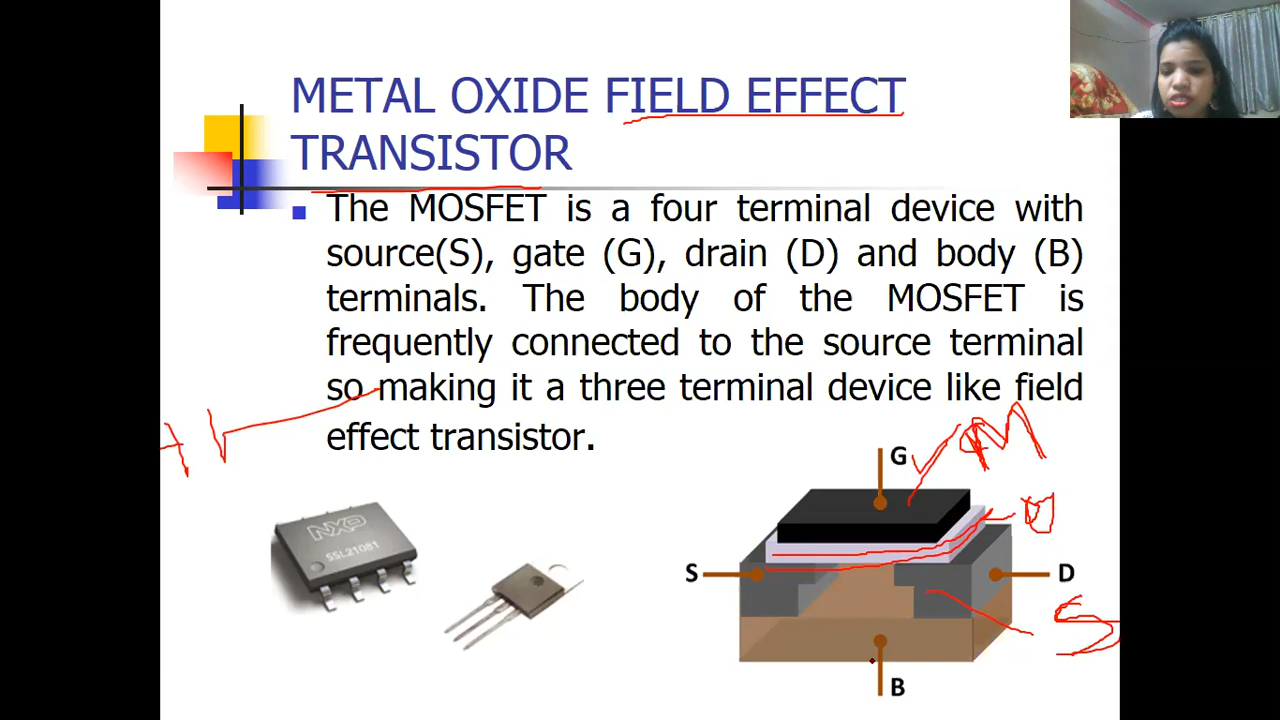 METAL OXIDE FIELD EFFECT
TRANSISTOR
The MOSFET is a four terminal device with
source(S), gate (G), drain (D) and body (B)
terminals. The body of the MOSFET is
frequently connected to the source terminal
so making it a three terminal device like field
effect transistor.
G
M
O
S
D
S
B
NXP
SSL21081